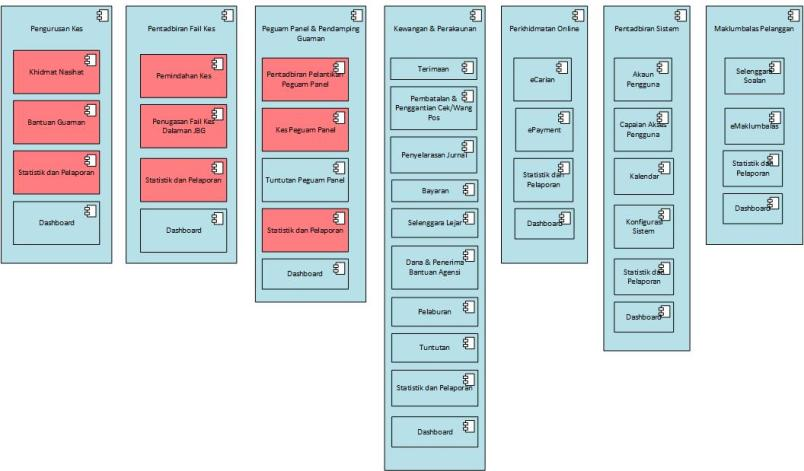 Pengurusan Kes
Khidmat Nasihat
Bantuan Guaman
Statistik dan Pelaporan
Dashboard
Pentadbiran Fail Kes
Pemindahan Kes
Penugasan Fail Kes
Dalaman JBG
Statistik dan Pelaporan
Dashboard
Peguam Panel & Pendamping
Guaman
Pentadbiran Pelantikan
Peguam Panel
Kes Peguam Panel
Tuntutan Peguam Panel
Statistik dan Pelaporan
Dashboard
Kewangan & Perakaunan
Terimaan
Pembatalan &
Penggantian Cek/Wang
Pos
Penyelarasan Jurnal
Bayaran
Selenggara Lejar
Dana & Penerima
Bantuan Agensi
Pelaburan
Tuntutan
Statistik dan Pelaporan
Dashboard
Perkhidmatan Online
eCarian
ePayment
Statistik dan
Pelaporan
Dashboard
Pentadbiran Sistem
Akaun
Pengguna
Capaian Akses
Pengguna
Kalendar
Konfigurasi
Sistem
Statistik dan
Pelaporan
Dashboard
Maklumbalas Pelanggan
Selenggara
Soalan
eMaklumbalas
Statistik dan
Pelaporan
Dashboard